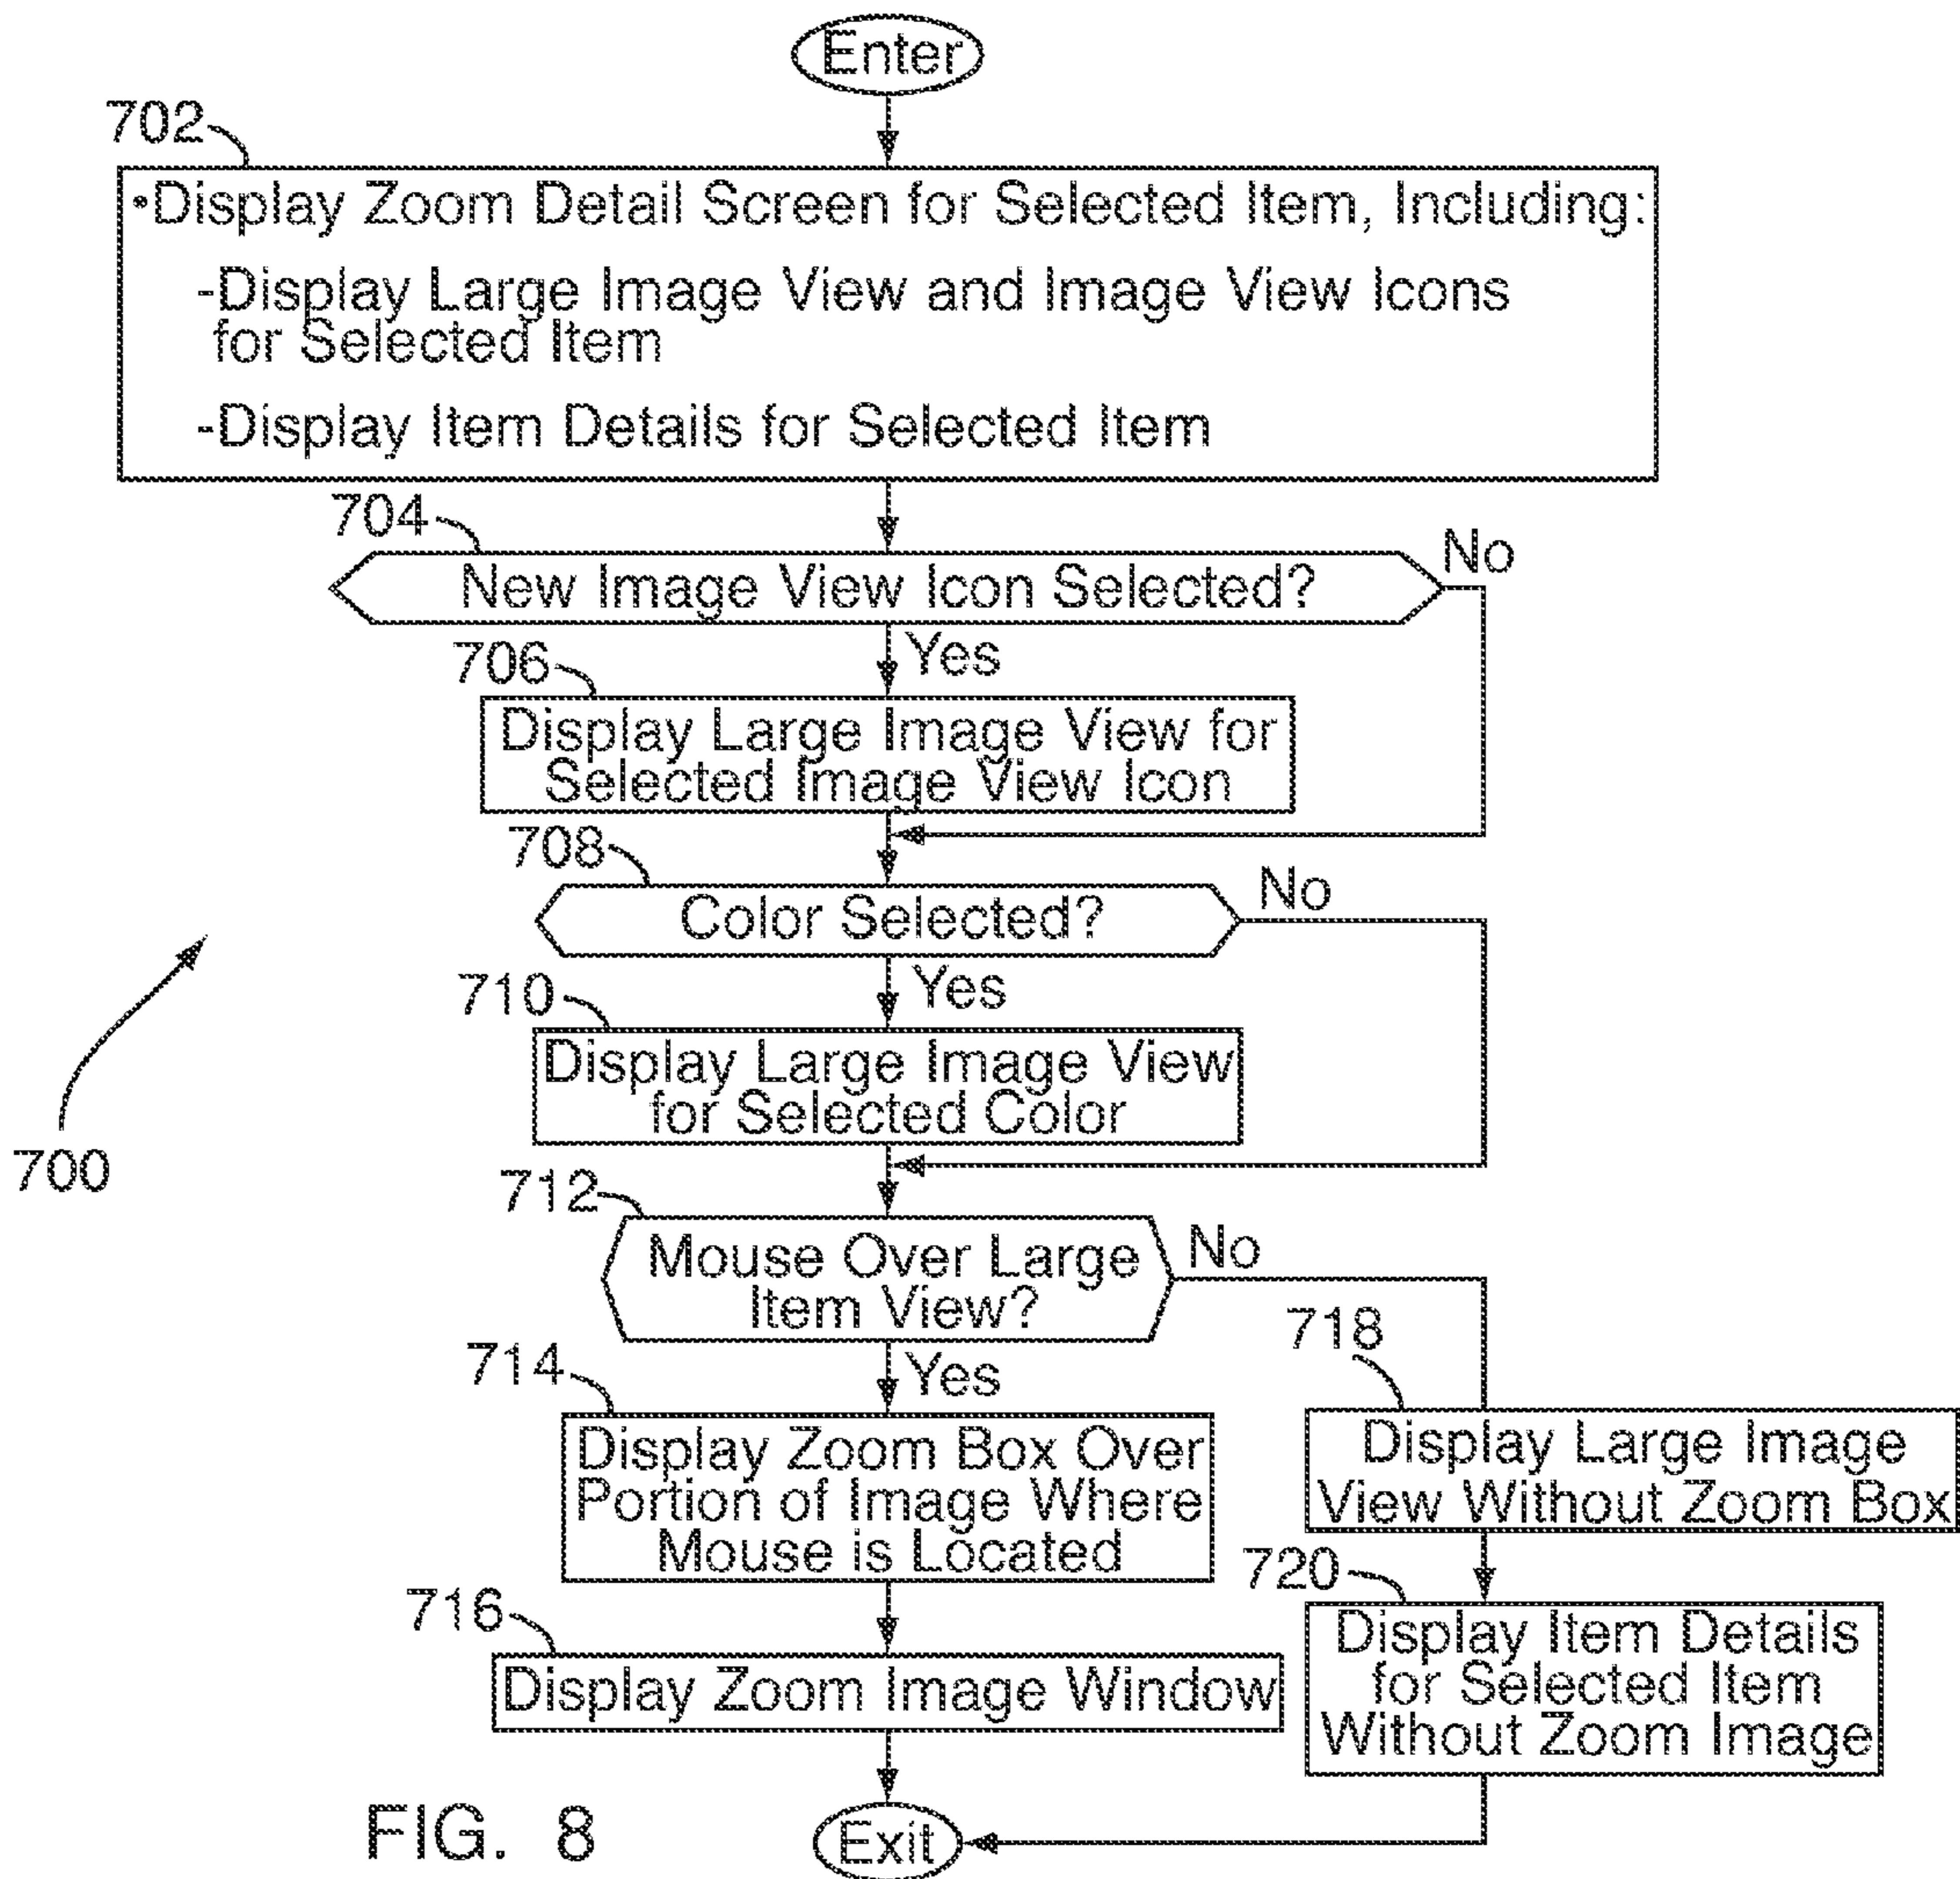 Enter
702
•Display Zoom Detail Screen for Selected Item, Including:
-Display Large Image View and Image View Icons
for Selected Item
-Display Item Details for Selected Item
704
New Image View Icon Selected?
No
Yes
706
Display Large Image View for
Selected Image View Icon
708
Color Selected?
No
Yes
710
Display Large Image View
for Selected Color
700
712
Mouse Over Large
Item View?
No
Yes
714
Display Zoom Box Over
Portion of Image Where
Mouse is Located
718
Display Large Image
View Without Zoom Box
716
Display Zoom Image Window
720
Display Item Details
for Selected Item
Without Zoom Image
Exit
FIG. 8